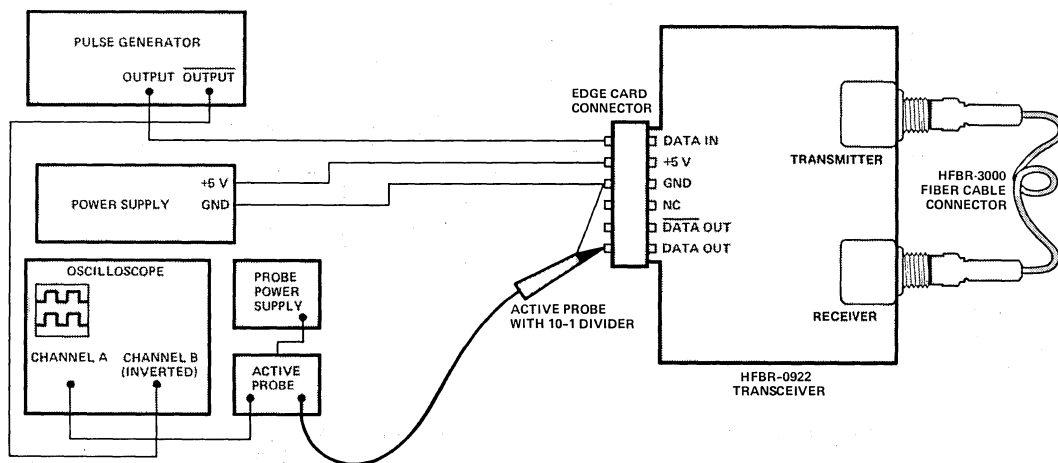 PULSE GENERATOR
OUTPUT
O̅U̅T̅P̅U̅T̅
EDGE CARD
CONNECTOR
DATA IN
+5 V
GND
NC
D̅A̅T̅A̅ OUT
DATA OUT
TRANSMITTER
HFBR-3000
FIBER CABLE
CONNECTOR
+5 V
POWER SUPPLY
GND
OSCILLOSCOPE
CHANNEL A
CHANNEL B
(INVERTED)
PROBE
POWER
SUPPLY
ACTIVE
PROBE
ACTIVE PROBE
WITH 10-1 DIVIDER
RECEIVER
HFBR-0922
TRANSCEIVER